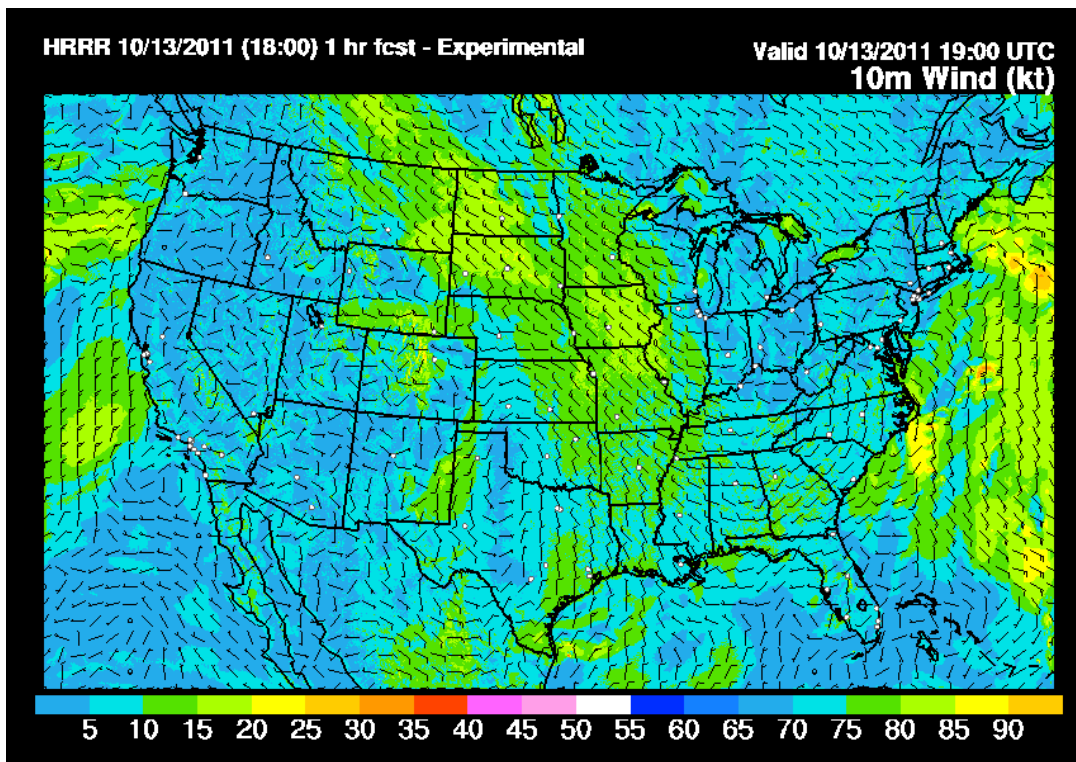 HRRR 10/13/2011 (18:00) 1 hr fcst - Experimental
Valid 10/13/2011 19:00 UTC
10m Wind (kt)
5 10 15 20 25 30 35 40 45 50 55 60 65 70 75 80 85 90